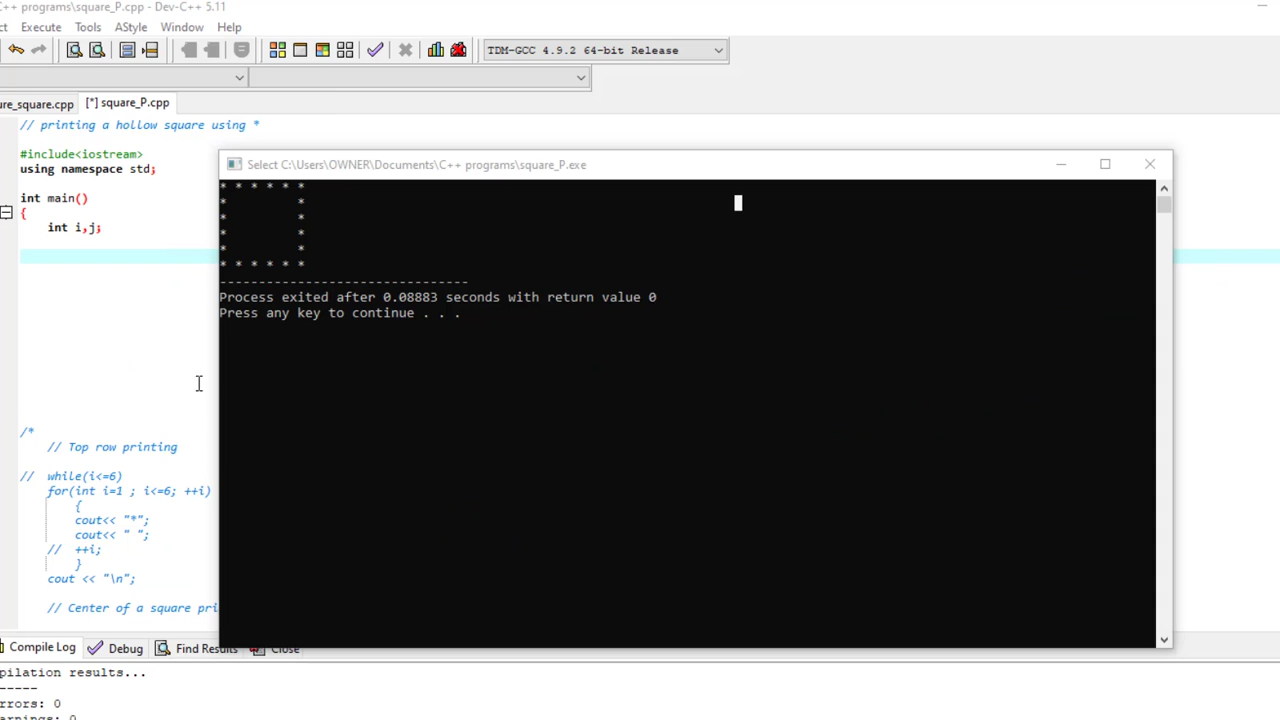 C++ programs\square_P.cpp - Dev-C++ 5.11
ct Execute Tools AStyle Window Help
TDM-GCC 4.9.2 64-bit Release
ure_square.cpp [*] square_P.cpp
// printing a hollow square using *
#include<iostream>
using namespace std;
int main()
{
int i,j;
Select C:\Users\OWNER\Documents\C++ programs\square_P.exe
* * * * * *
*         *
*         *
*         *
*         *
* * * * * *
--------------------------------
Process exited after 0.08883 seconds with return value 0
Press any key to continue . . .
/*
// Top row printing
// while(i<=6)
for(int i=1 ; i<=6; ++i)
{
cout<< "*";
cout<< " ";
// ++i;
}
cout << "\n";
// Center of a square pri
Compile Log Debug Find Results Close
pilation results...
-----
rrors: 0
arnings: 0